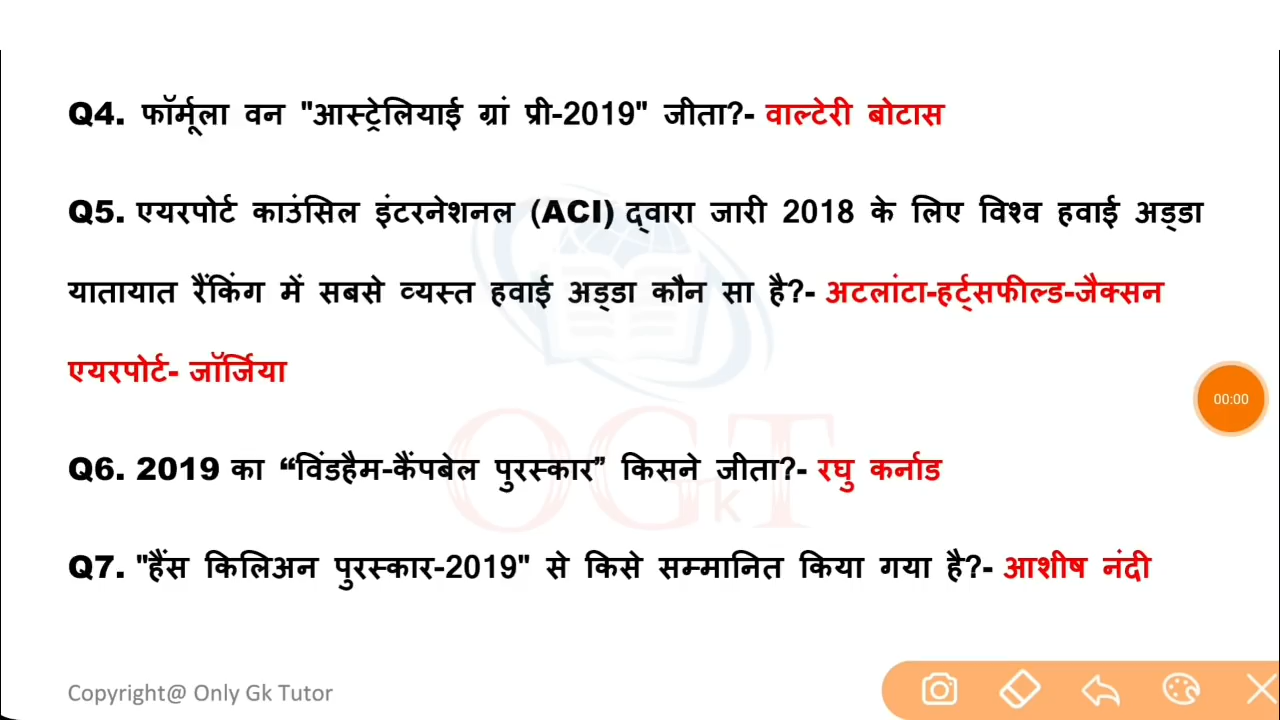 Q4. फॉर्मूला वन "आस्ट्रेलियाई ग्रां प्री-2019" जीता?- वाल्टेरी बोटास
Q5. एयरपोर्ट काउंसिल इंटरनेशनल (ACI) द्वारा जारी 2018 के लिए विश्व हवाई अड्डा
यातायात रैंकिंग में सबसे व्यस्त हवाई अड्डा कौन सा है?- अटलांटा-हर्ट्सफील्ड-जैक्सन
एयरपोर्ट- जॉर्जिया
00:00
OGkT
Q6. 2019 का “विंडहैम-कैंपबेल पुरस्कार” किसने जीता?- रघु कर्नाड
Q7. "हैंस किलिअन पुरस्कार-2019" से किसे सम्मानित किया गया है?- आशीष नंदी
Copyright@ Only Gk Tutor